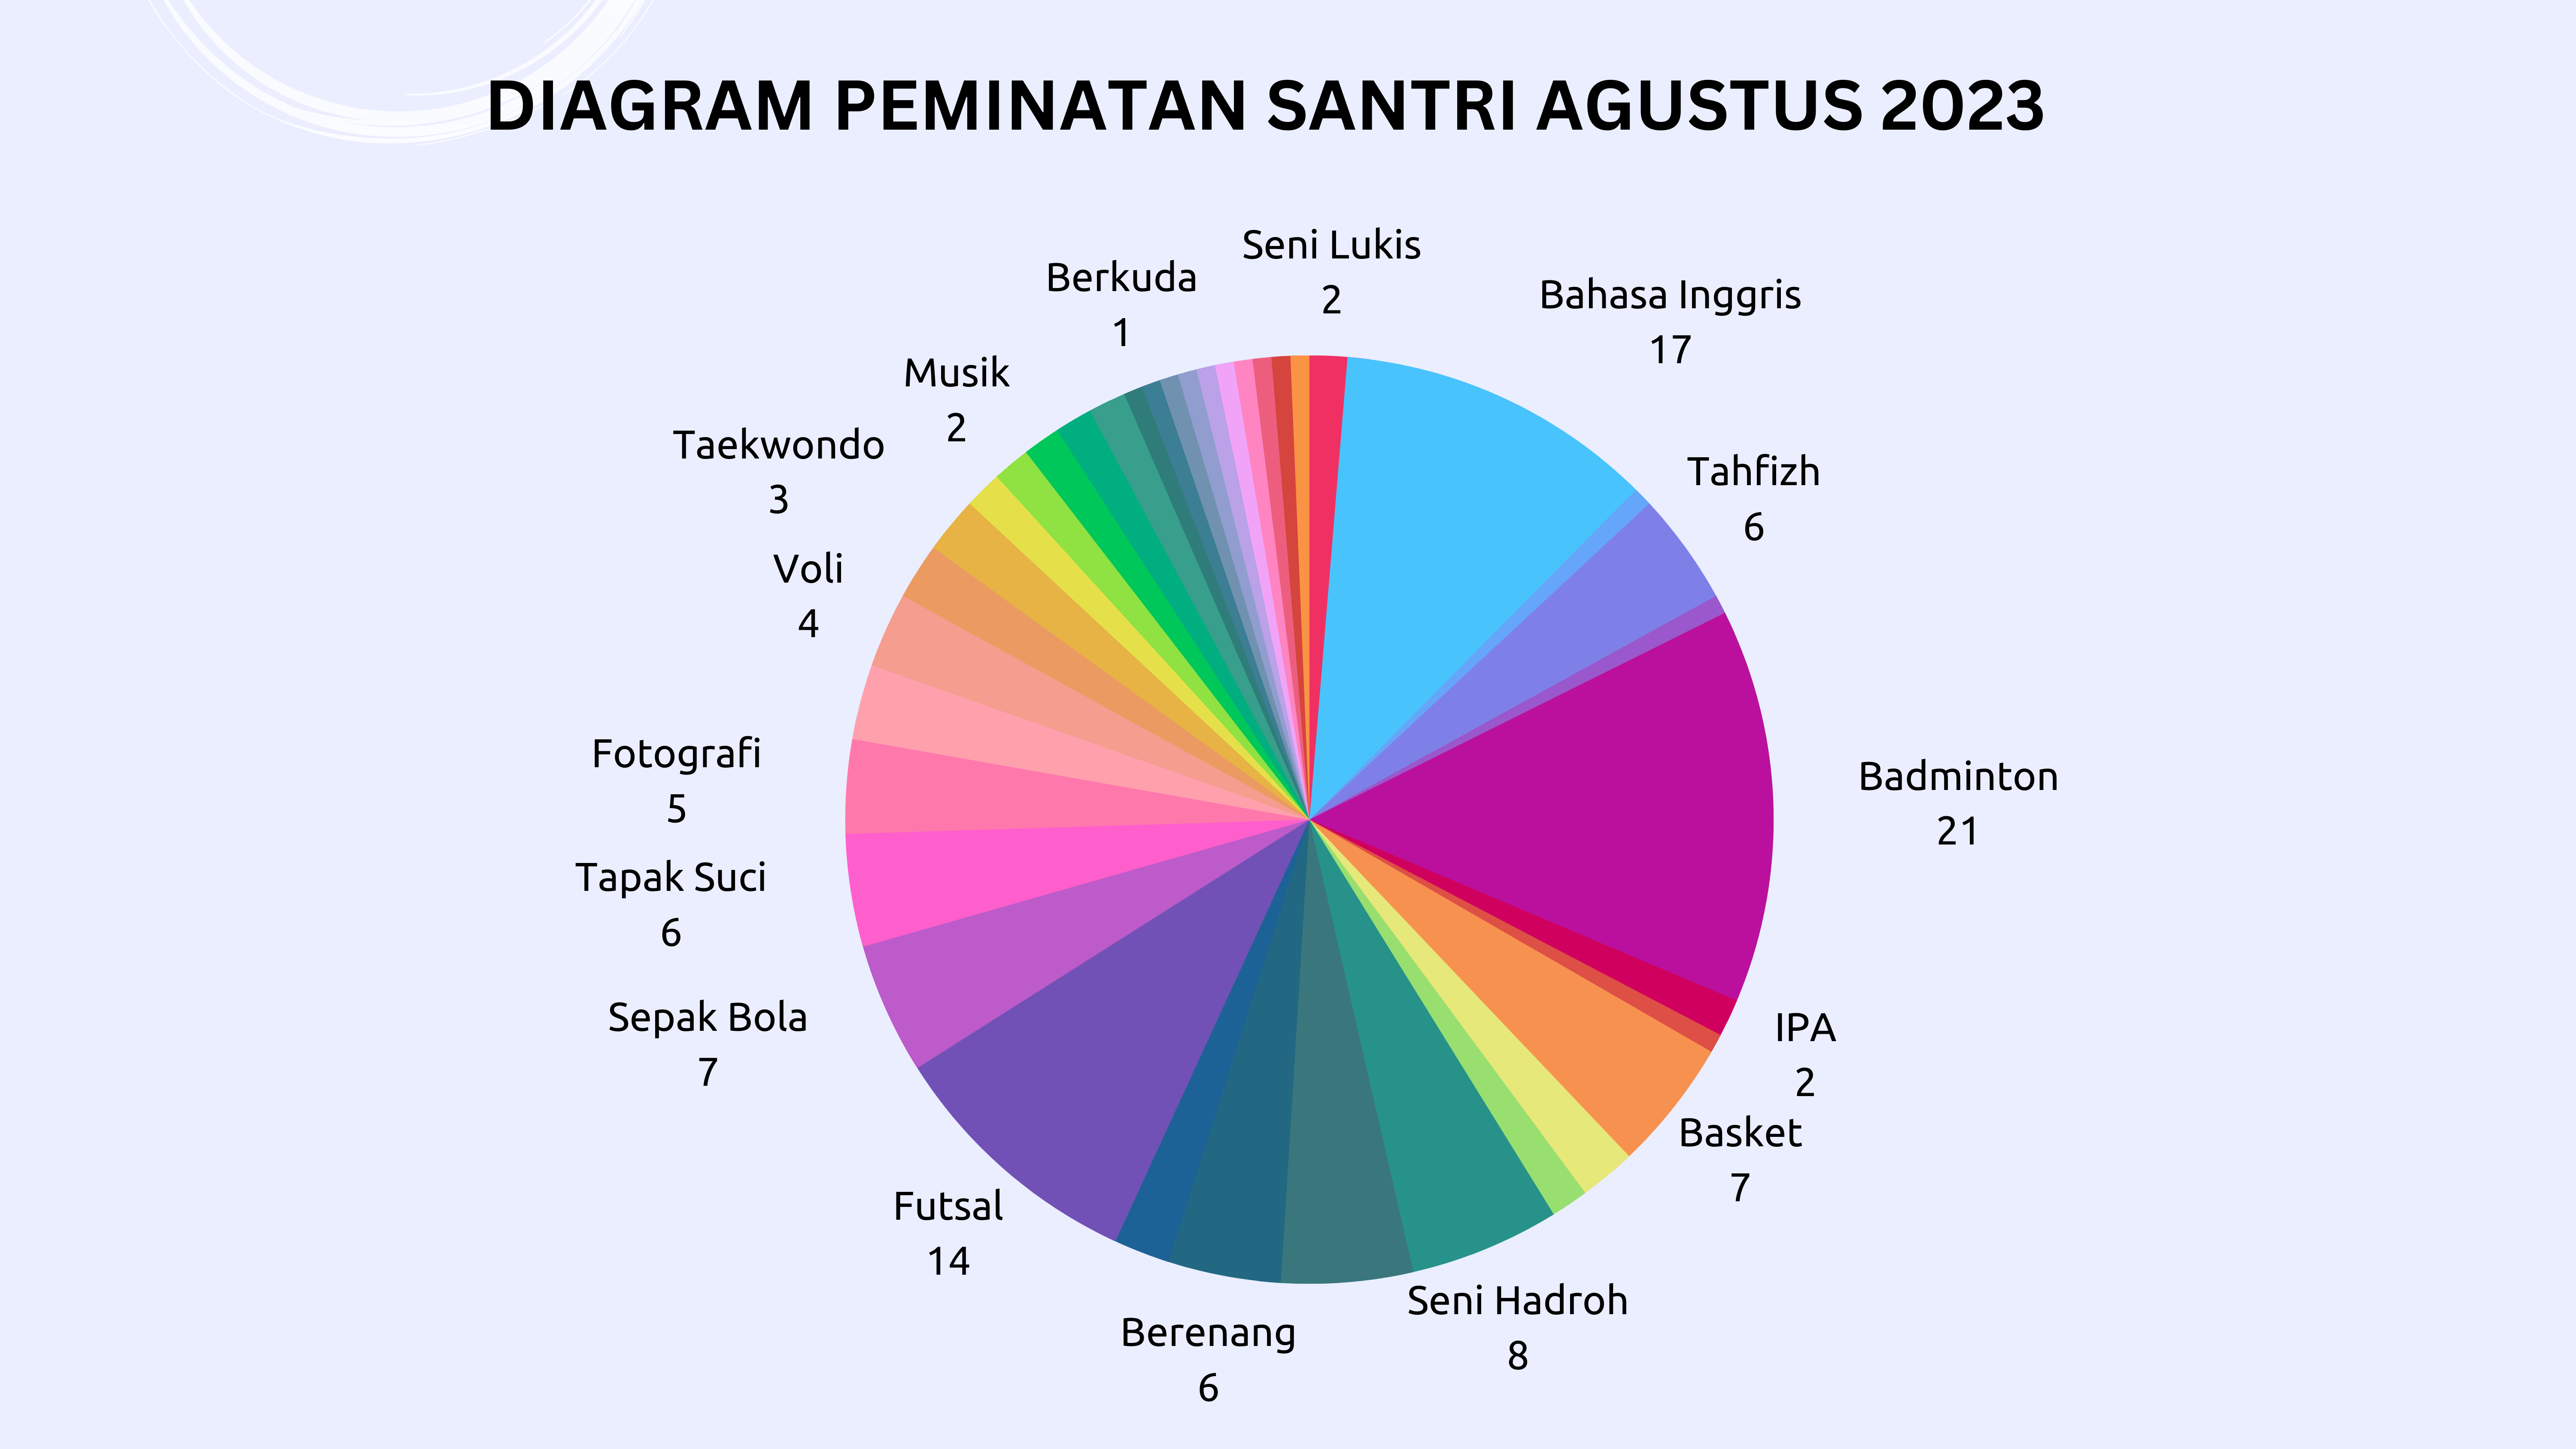 DIAGRAM PEMINATAN SANTRI AGUSTUS 2023
Seni Lukis
2
Bahasa Inggris
17
Tahfizh
6
Badminton
21
IPA
2
Basket
7
Seni Hadroh
8
Berenang
6
Futsal
14
Sepak Bola
7
Tapak Suci
6
Fotografi
5
Voli
4
Taekwondo
3
Musik
2
Berkuda
1